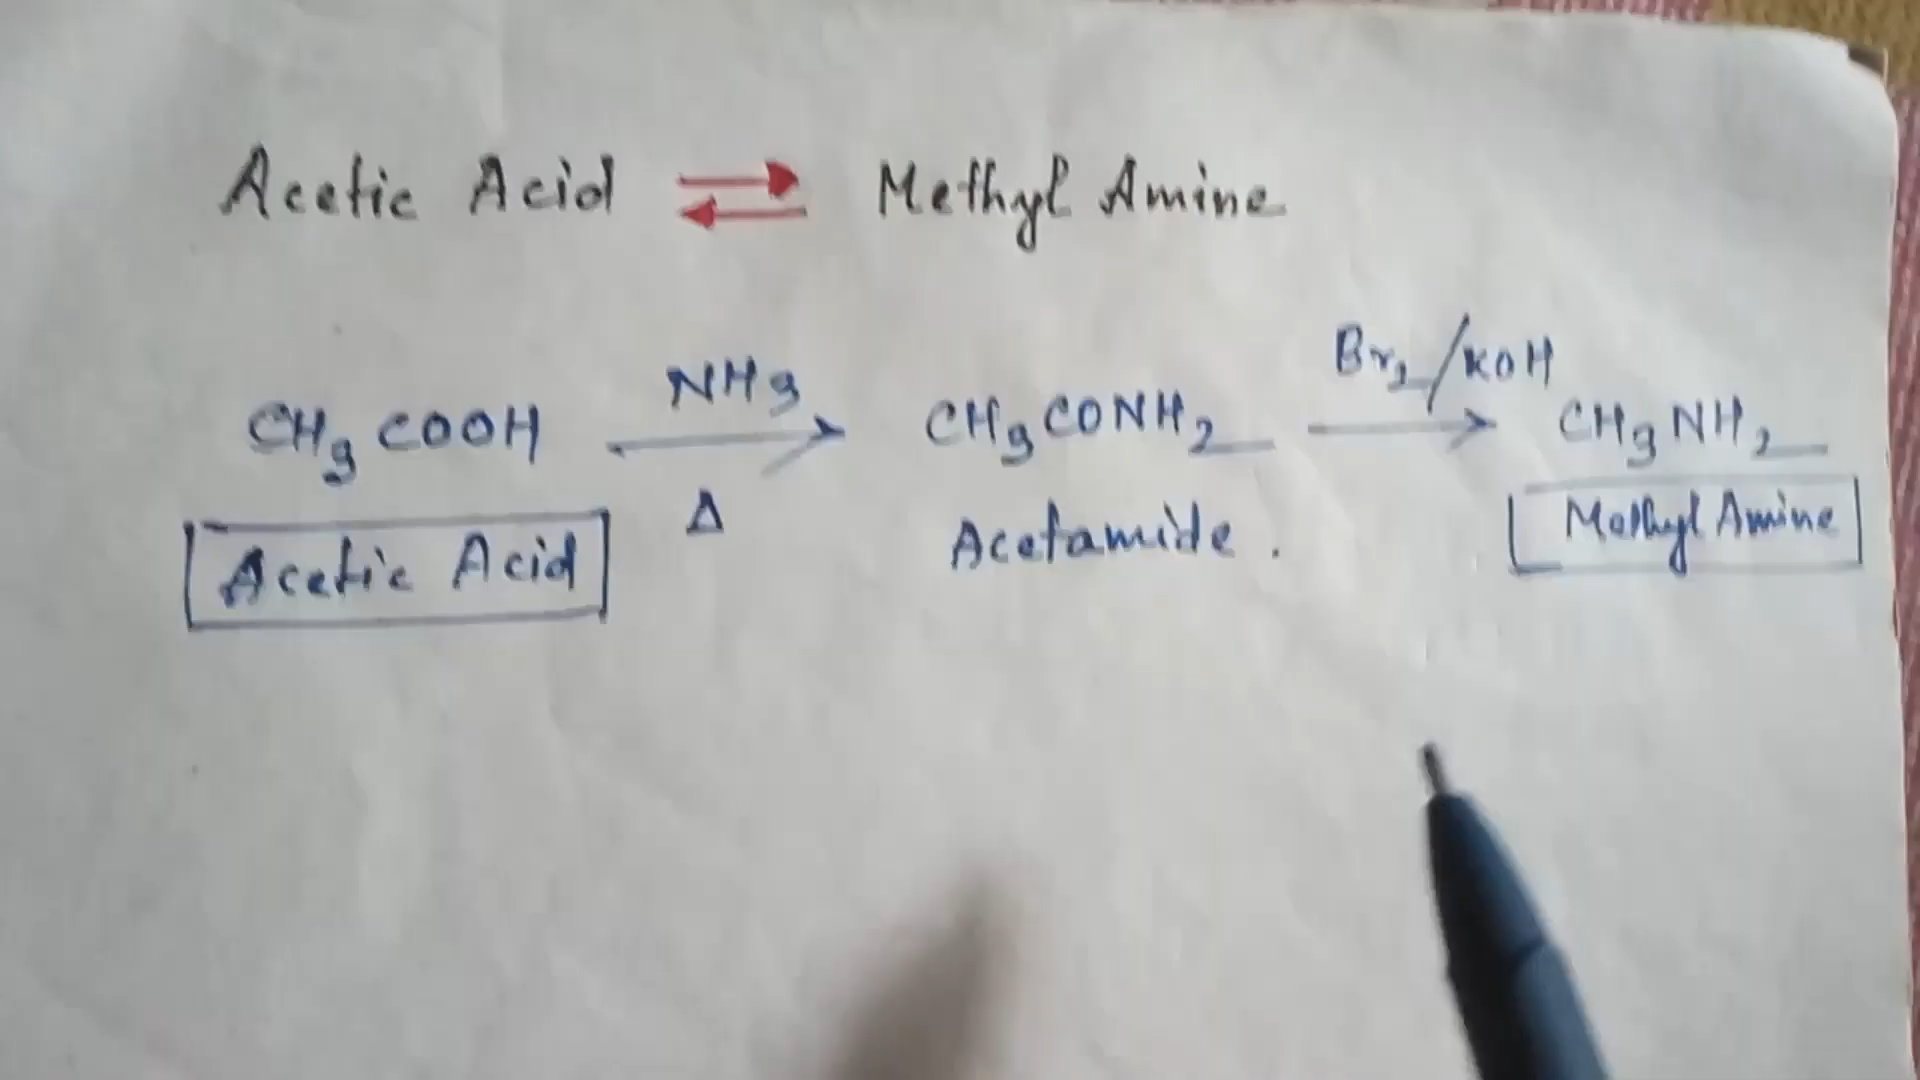 Acetic Acid ⇌ Methyl Amine
NH3 Br2/KOH
CH3COOH → CH3CONH2 → CH3NH2
Δ
Acetic Acid Acetamide. Methyl Amine